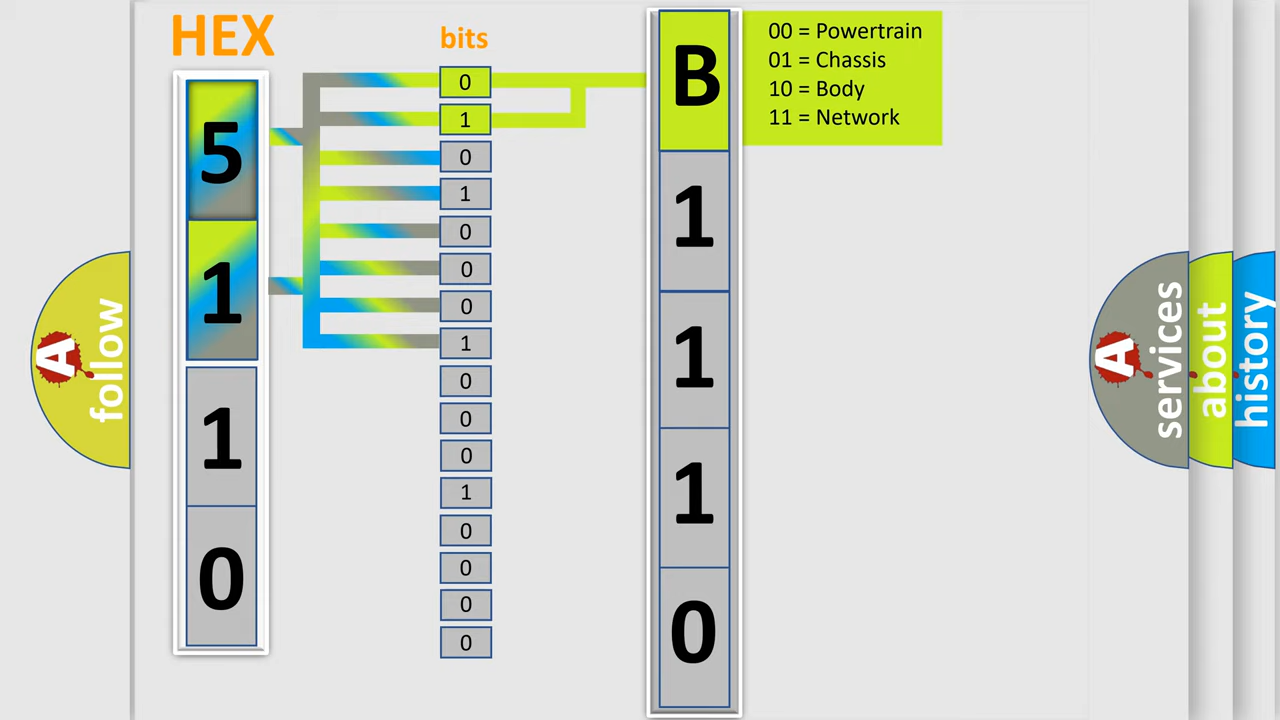 HEX
bits
5
1
1
0
0
1
0
1
0
0
0
1
0
0
0
1
0
0
0
0
B
1
1
1
0
00 = Powertrain
01 = Chassis
10 = Body
11 = Network
A follow
A services
about
history